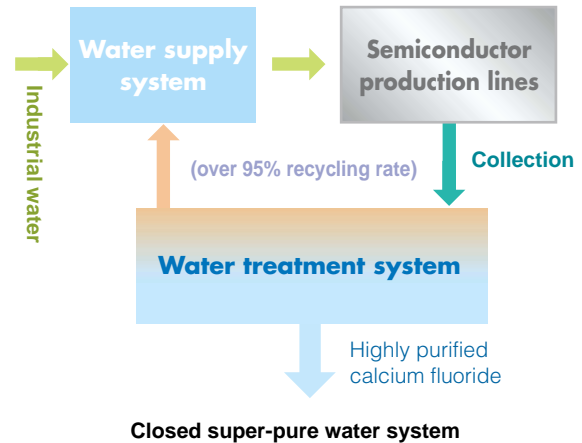 Water supply
system
Semiconductor
production lines
Industrial water
(over 95% recycling rate)
Collection
Water treatment system
Highly purified
calcium fluoride
Closed super-pure water system